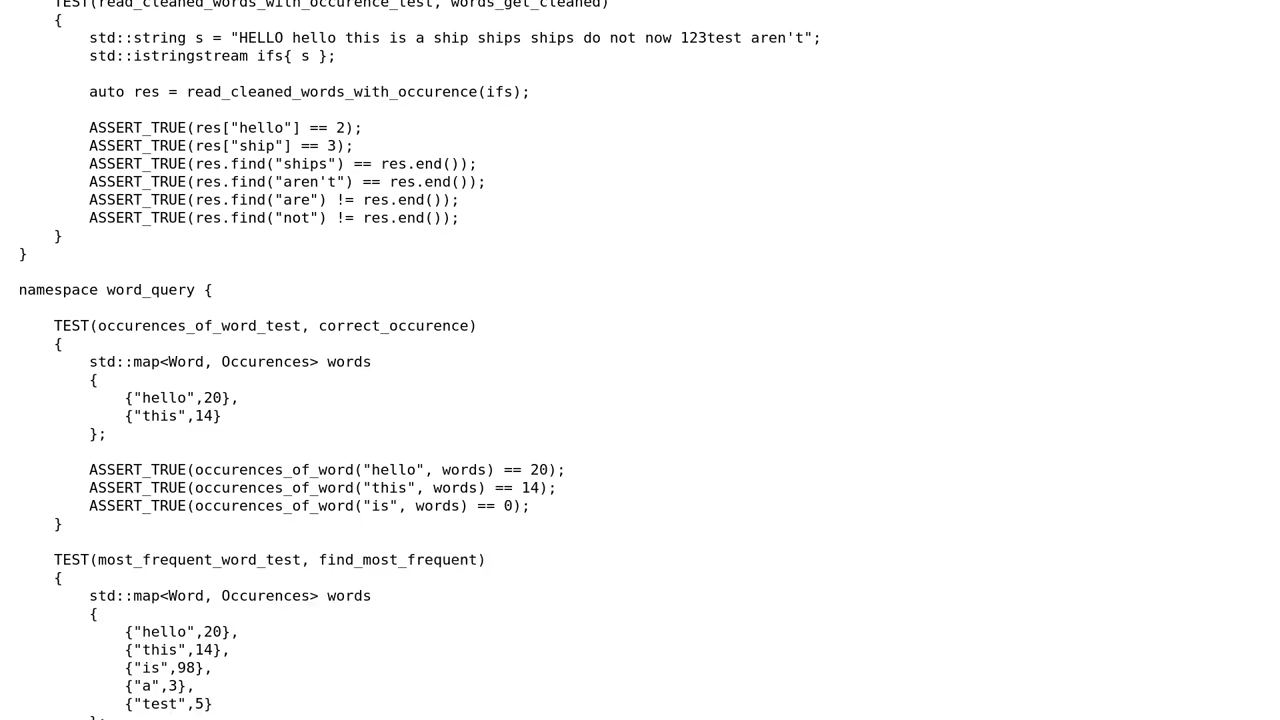 TEST(read_cleaned_words_with_occurence_test, words_get_cleaned)
    {
        std::string s = "HELLO hello this is a ship ships ships do not now 123test aren't";
        std::istringstream ifs{ s };

        auto res = read_cleaned_words_with_occurence(ifs);

        ASSERT_TRUE(res["hello"] == 2);
        ASSERT_TRUE(res["ship"] == 3);
        ASSERT_TRUE(res.find("ships") == res.end());
        ASSERT_TRUE(res.find("aren't") == res.end());
        ASSERT_TRUE(res.find("are") != res.end());
        ASSERT_TRUE(res.find("not") != res.end());
    }
}

namespace word_query {

    TEST(occurences_of_word_test, correct_occurence)
    {
        std::map<Word, Occurences> words
        {
            {"hello",20},
            {"this",14}
        };

        ASSERT_TRUE(occurences_of_word("hello", words) == 20);
        ASSERT_TRUE(occurences_of_word("this", words) == 14);
        ASSERT_TRUE(occurences_of_word("is", words) == 0);
    }

    TEST(most_frequent_word_test, find_most_frequent)
    {
        std::map<Word, Occurences> words
        {
            {"hello",20},
            {"this",14},
            {"is",98},
            {"a",3},
            {"test",5}
        };